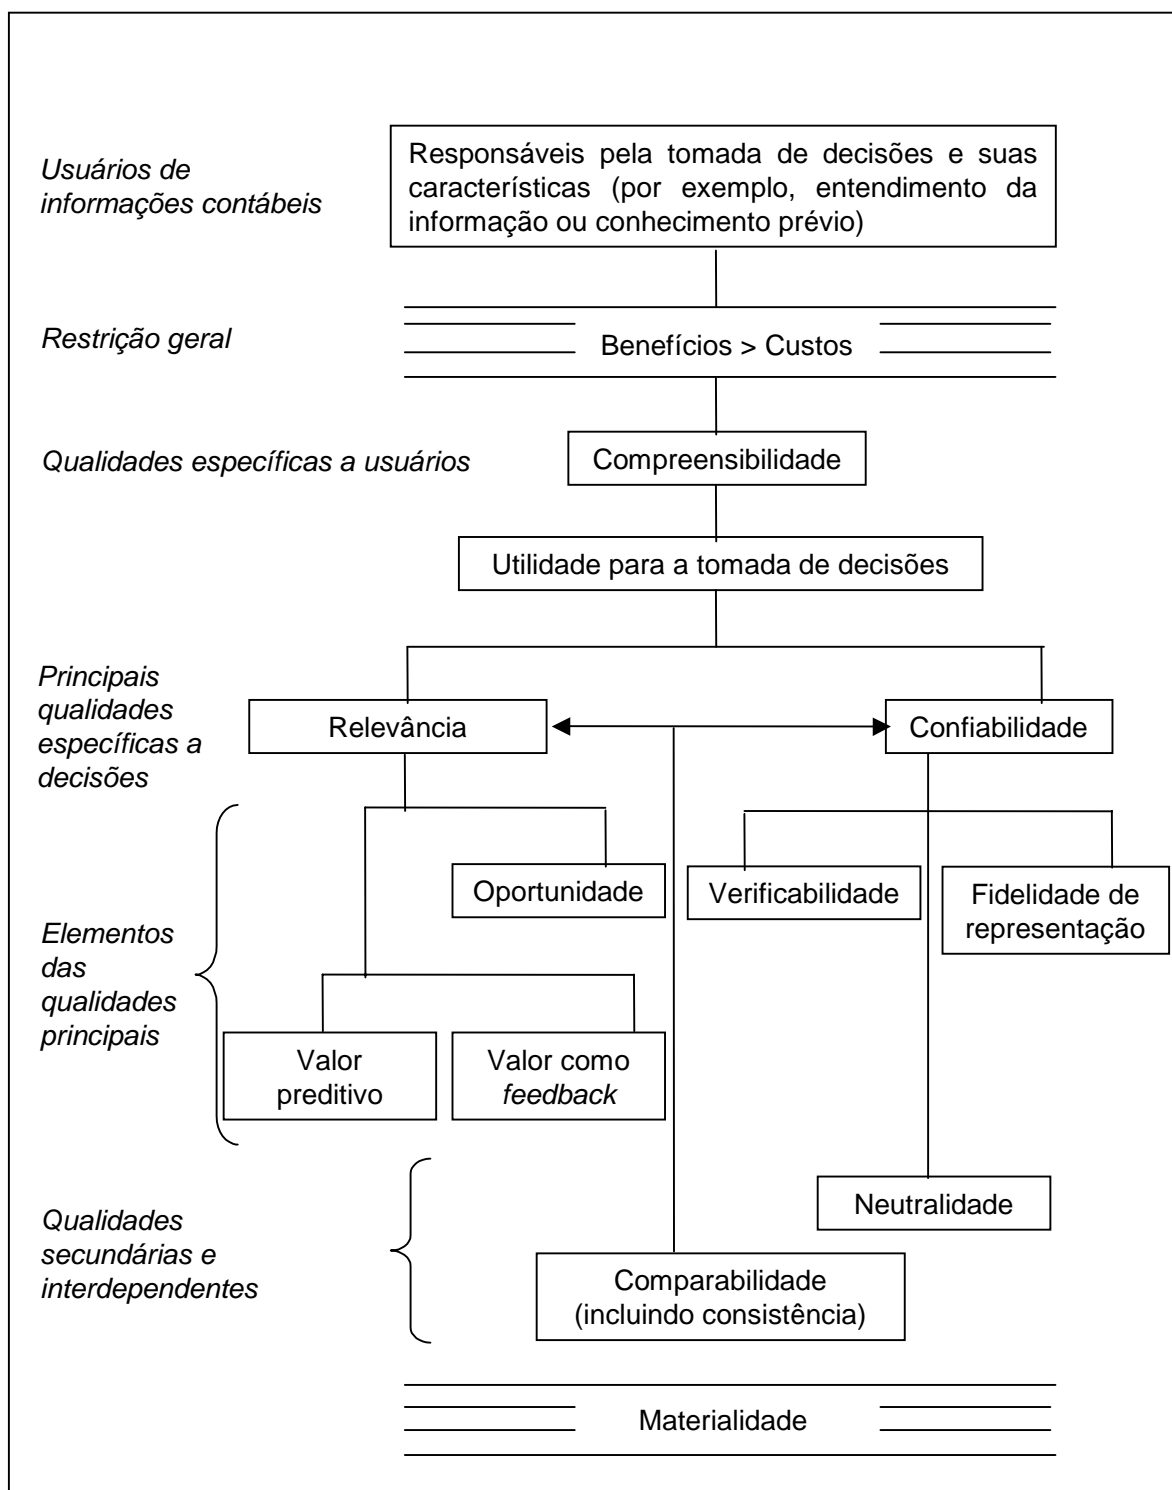 Usuários de
informações contábeis
Responsáveis pela tomada de decisões e suas
características (por exemplo, entendimento da
informação ou conhecimento prévio)
Restrição geral
Benefícios > Custos
Qualidades específicas a usuários
Compreensibilidade
Utilidade para a tomada de decisões
Principais
qualidades
específicas a
decisões
Relevância
Confiabilidade
Elementos
das
qualidades
principais
Oportunidade
Verificabilidade
Fidelidade de
representação
Valor
preditivo
Valor como
feedback
Neutralidade
Qualidades
secundárias e
interdependentes
Comparabilidade
(incluindo consistência)
Materialidade